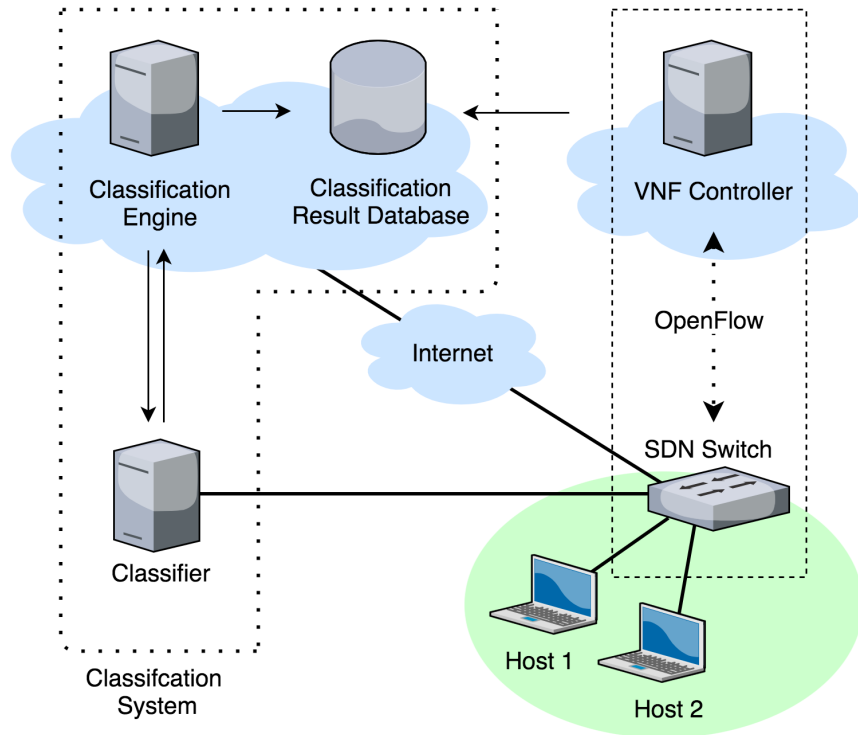 Classification
Engine
Classification
Result Database
VNF Controller
OpenFlow
Internet
SDN Switch
Classifier
Host 1
Host 2
Classifcation
System